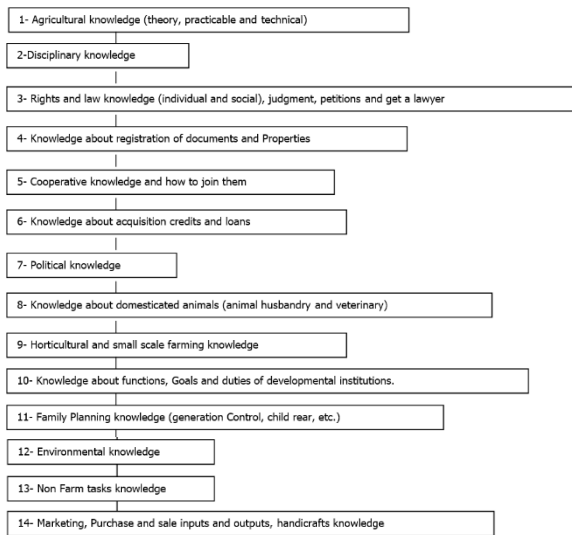 1- Agricultural knowledge (theory, practicable and technical)
2-Disciplinary knowledge
3- Rights and law knowledge (individual and social), judgment, petitions and get a lawyer
4- Knowledge about registration of documents and Properties
5- Cooperative knowledge and how to join them
6- Knowledge about acquisition credits and loans
7- Political knowledge
8- Knowledge about domesticated animals (animal husbandry and veterinary)
9- Horticultural and small scale farming knowledge
10- Knowledge about functions, Goals and duties of developmental institutions.
11- Family Planning knowledge (generation Control, child rear, etc.)
12- Environmental knowledge
13- Non Farm tasks knowledge
14- Marketing, Purchase and sale inputs and outputs, handicrafts knowledge